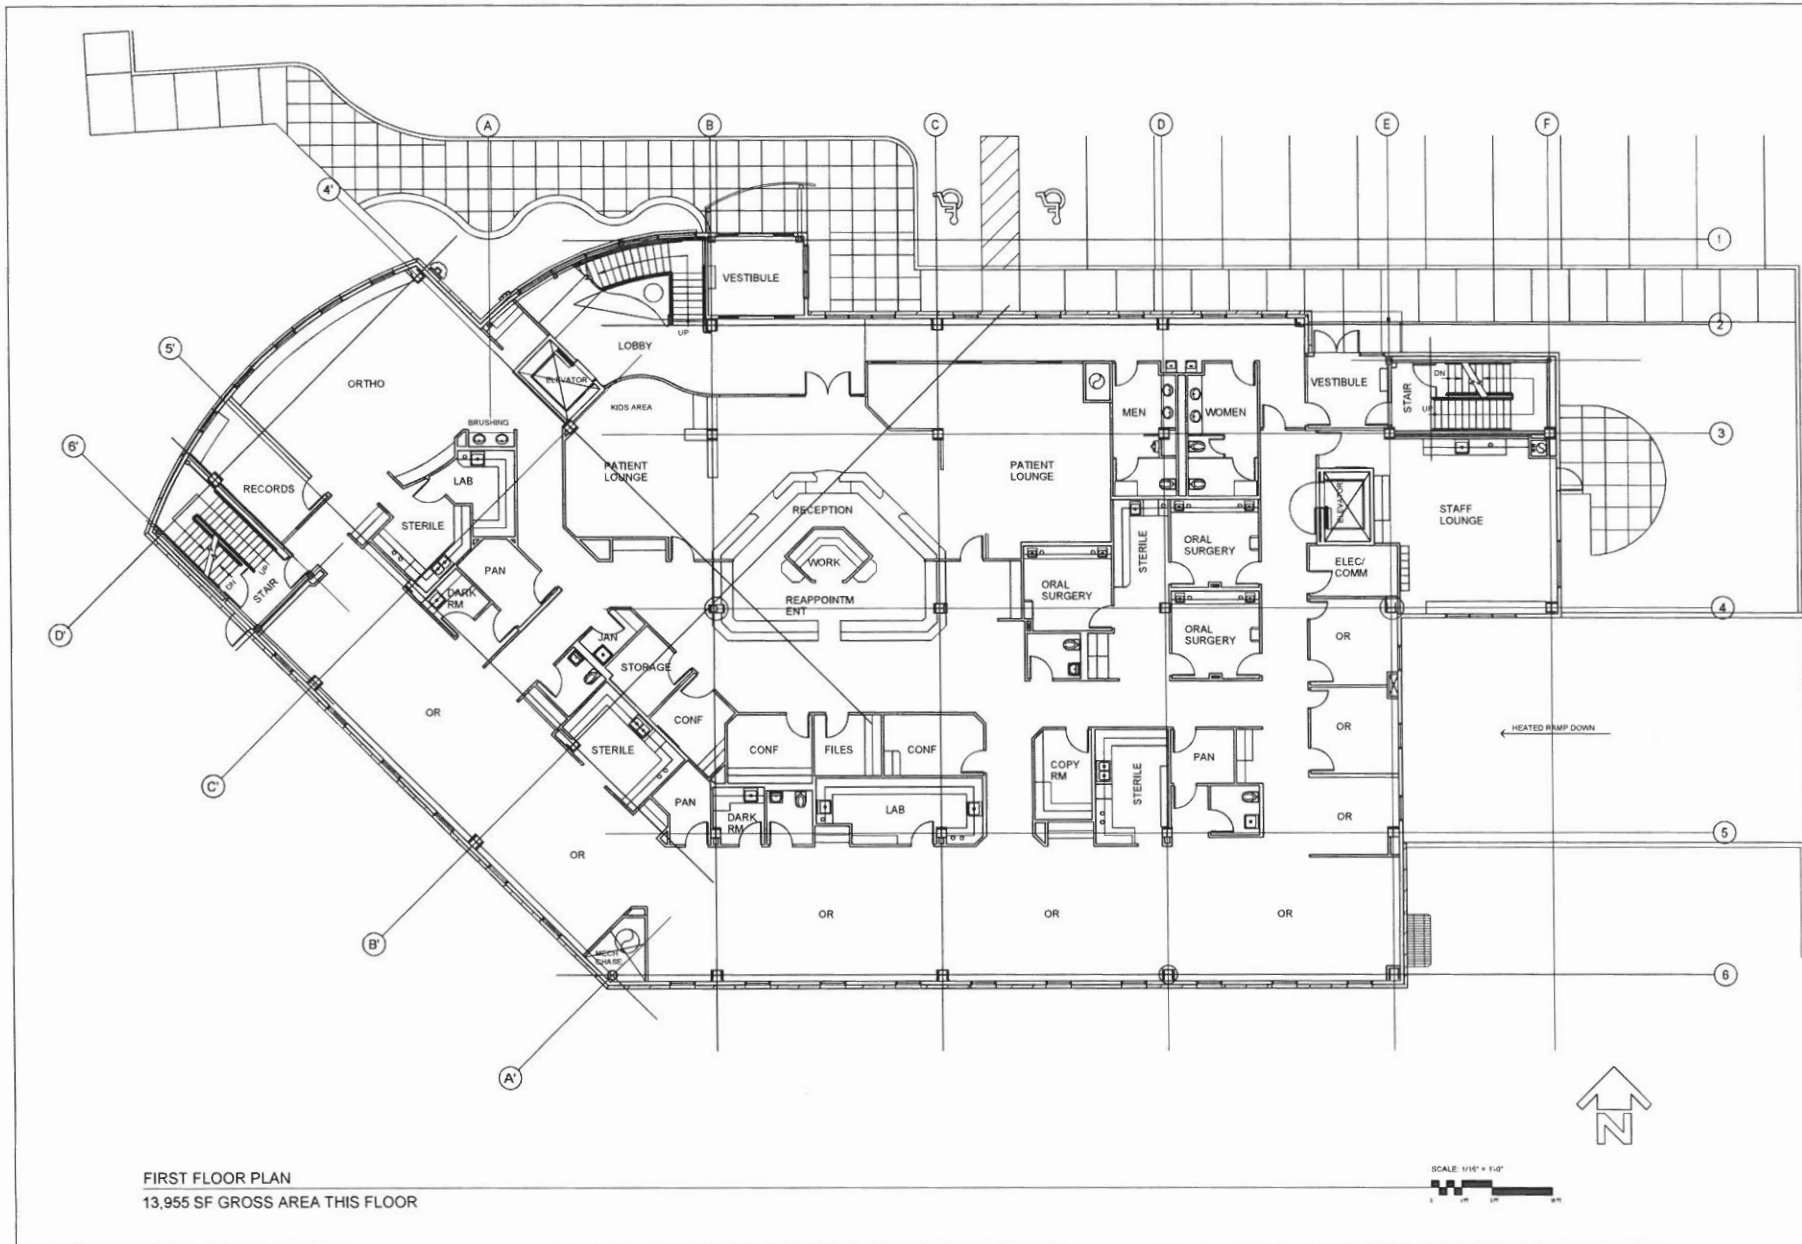 A
B
C
D
E
F
4'
1
VESTIBULE
2
UP
LOBBY
5'
ELEVATOR
ORTHO
VESTIBULE
STAIR
DN
UP
KIDS AREA
MEN
WOMEN
BRUSHING
3
6'
PATIENT
LOUNGE
PATIENT
LOUNGE
LAB
RECORDS
STERILE
RECEPTION
STERILE
ELEVATOR
STAFF
LOUNGE
ORAL
SURGERY
WORK
PAN
ELEC/
COMM
DN
UP
STAIR
DARK
RM
ORAL
SURGERY
REAPPOINTM
ENT
4
D'
JAN
ORAL
SURGERY
OR
STORAGE
OR
CONF
OR
HEATED RAMP DOWN
STERILE
CONF
FILES
CONF
COPY
RM
STERILE
PAN
C'
PAN
DARK
RM
LAB
OR
5
OR
OR
OR
OR
B'
MECH
CHASE
6
A'
N
FIRST FLOOR PLAN
13,955 SF GROSS AREA THIS FLOOR
SCALE: 1/16" = 1'-0"